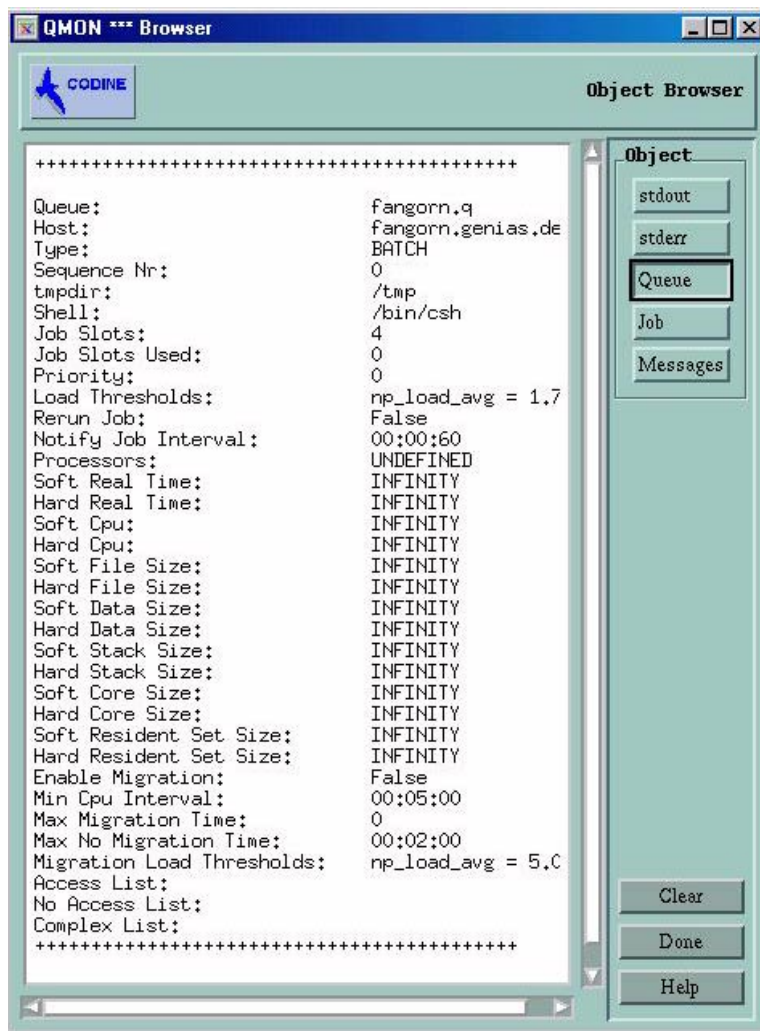 QMON *** Browser
CODINE
Object Browser
++++++++++++++++++++++++++++++++++++++++++++
Queue: fangorn.q
Host: fangorn.genias.de
Type: BATCH
Sequence Nr: 0
tmpdir: /tmp
Shell: /bin/csh
Job Slots: 4
Job Slots Used: 0
Priority: 0
Load Thresholds: np_load_avg = 1.7
Rerun Job: False
Notify Job Interval: 00:00:60
Processors: UNDEFINED
Soft Real Time: INFINITY
Hard Real Time: INFINITY
Soft Cpu: INFINITY
Hard Cpu: INFINITY
Soft File Size: INFINITY
Hard File Size: INFINITY
Soft Data Size: INFINITY
Hard Data Size: INFINITY
Soft Stack Size: INFINITY
Hard Stack Size: INFINITY
Soft Core Size: INFINITY
Hard Core Size: INFINITY
Soft Resident Set Size: INFINITY
Hard Resident Set Size: INFINITY
Enable Migration: False
Min Cpu Interval: 00:05:00
Max Migration Time: 0
Max No Migration Time: 00:02:00
Migration Load Thresholds: np_load_avg = 5.0
Access List:
No Access List:
Complex List:
++++++++++++++++++++++++++++++++++++++++++++
Object
stdout
stderr
Queue
Job
Messages
Clear
Done
Help